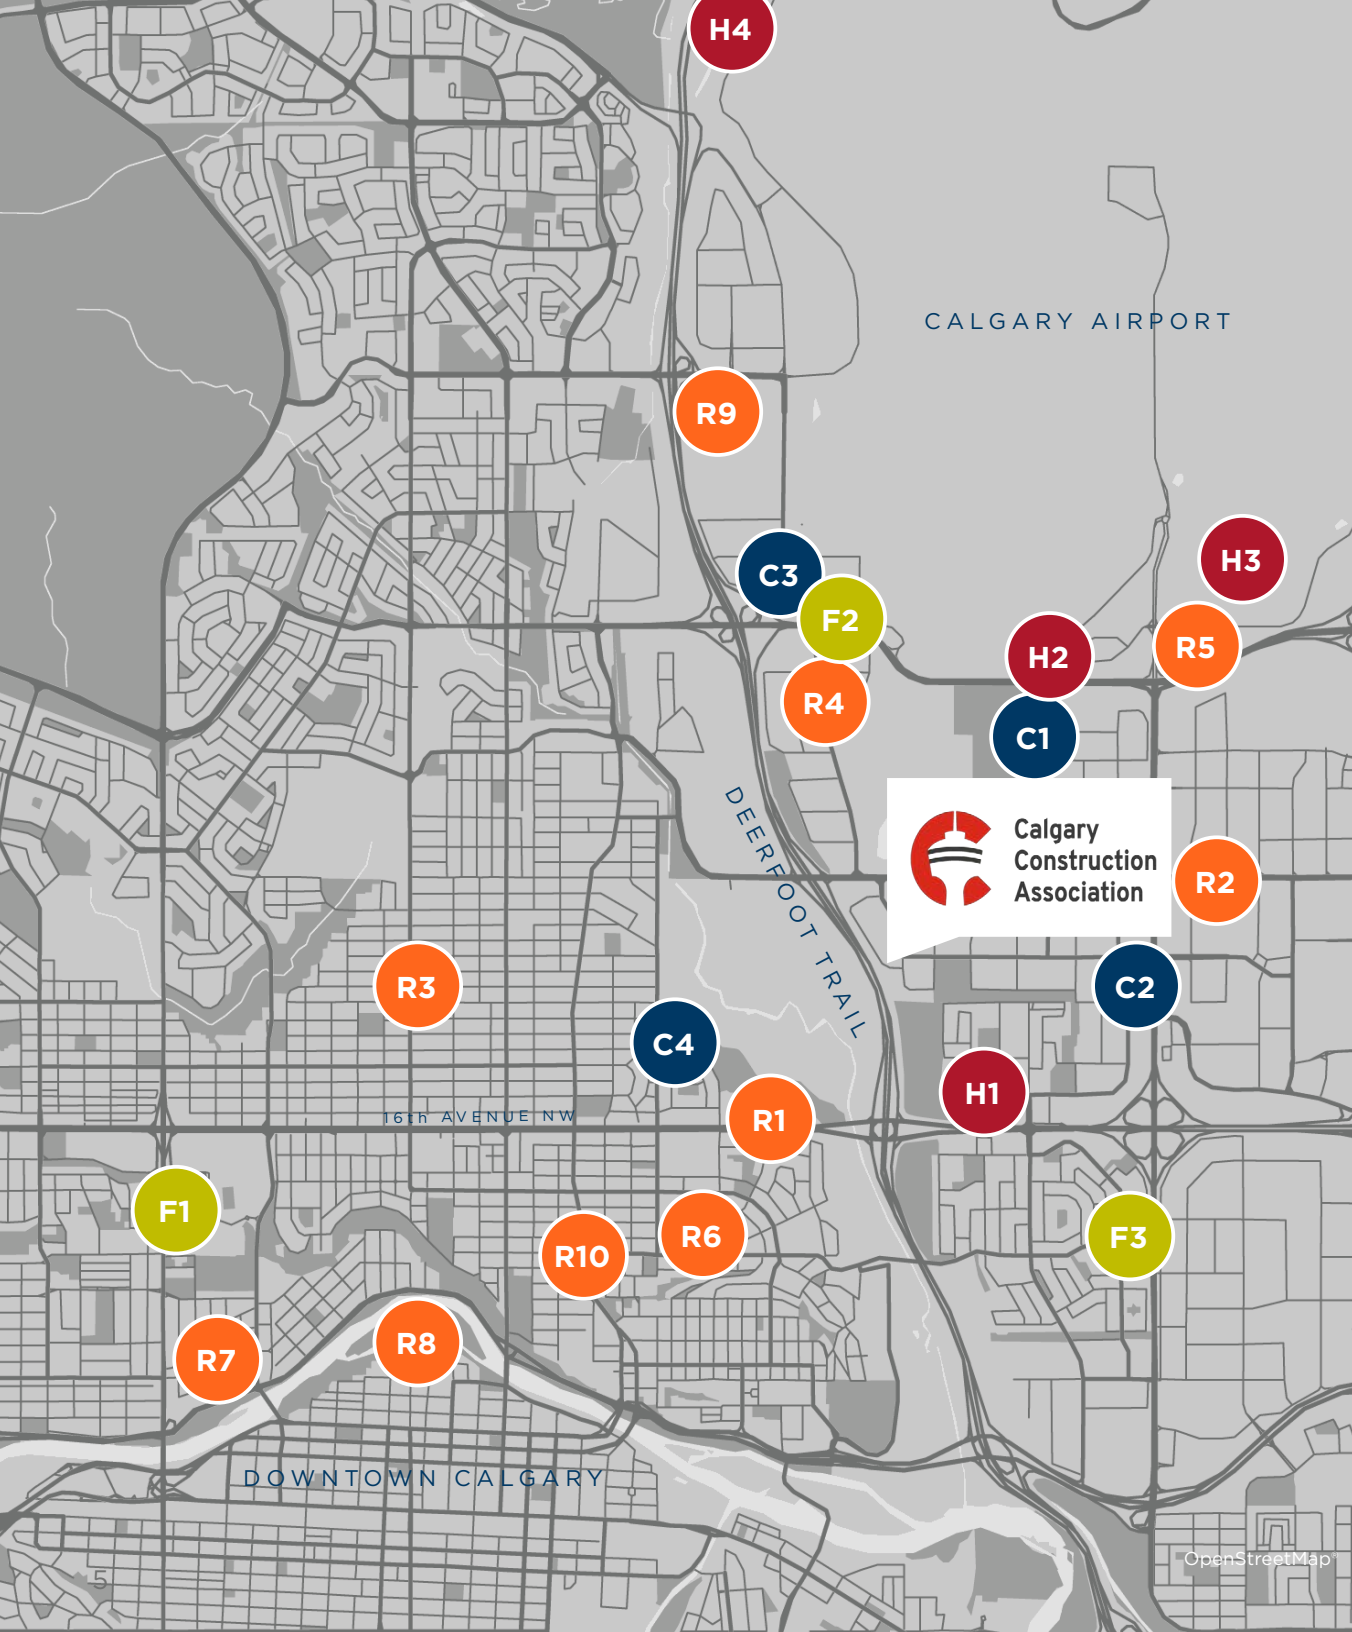 H4
CALGARY AIRPORT
R9
C3
H3
F2
R5
H2
R4
C1
DEERFOOT TRAIL
Calgary
Construction
Association
R2
R3
C2
C4
H1
16th AVENUE NW
R1
F1
R6
F3
R10
R8
R7
DOWNTOWN CALGARY
OpenStreetMap®
5